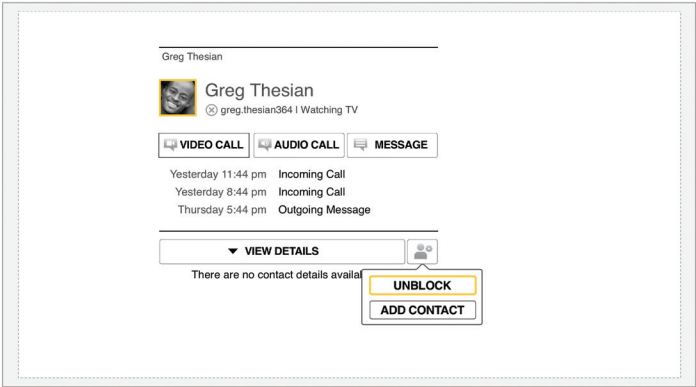 Greg Thesian
Greg Thesian
greg.thesian364 | Watching TV
VIDEO CALL AUDIO CALL MESSAGE
Yesterday 11:44 pm Incoming Call
Yesterday 8:44 pm Incoming Call
Thursday 5:44 pm Outgoing Message
VIEW DETAILS
There are no contact details
UNBLOCK
ADD CONTACT